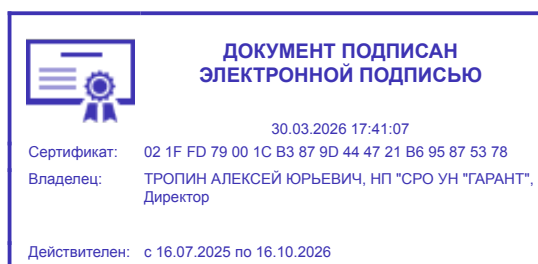 ДОКУМЕНТ ПОДПИСАН
ЭЛЕКТРОННОЙ ПОДПИСЬЮ
30.03.2026 17:41:07
Сертификат: 02 1F FD 79 00 1C B3 87 9D 44 47 21 B6 95 87 53 78
Владелец: ТРОПИН АЛЕКСЕЙ ЮРЬЕВИЧ, НП "СРО УН "ГАРАНТ",
Директор
Действителен: с 16.07.2025 по 16.10.2026